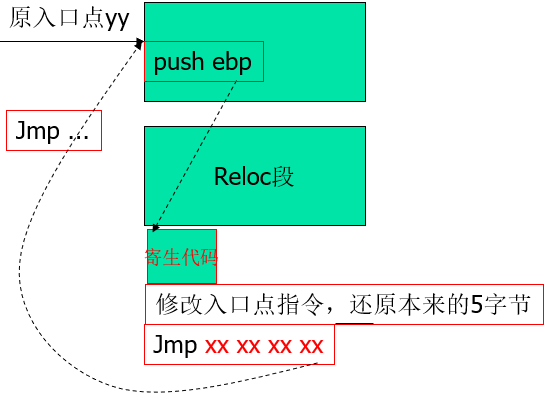 原入口点yy
push ebp
Jmp ...
Reloc段
寄生代码
修改入口点指令，还原本来的5字节
Jmp xx xx xx xx